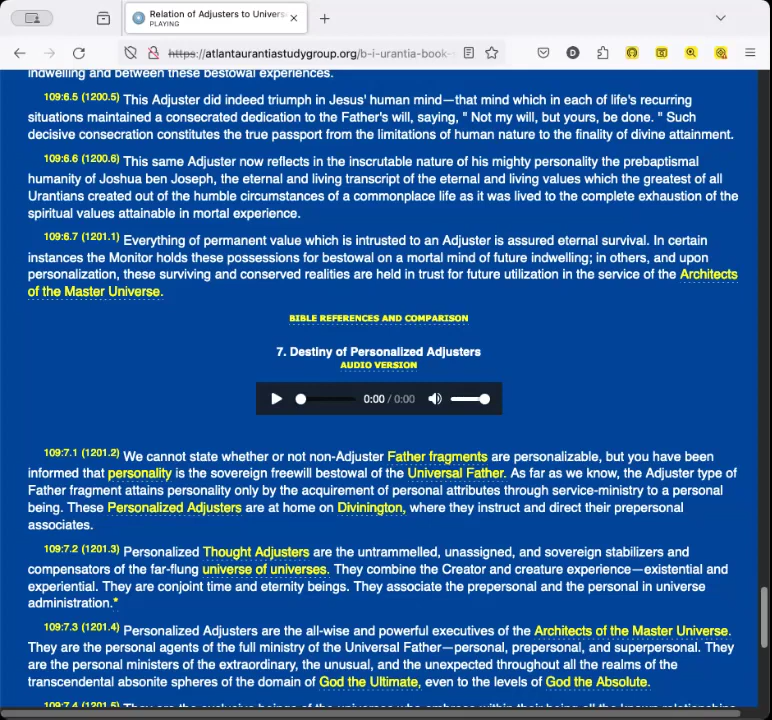 Relation of Adjusters to Univers
PLAYING
https://atlantaurantiastudygroup.org/b-i-urantia-book-
indwelling and between these bestowal experiences.
109:6.5 (1200.5) This Adjuster did indeed triumph in Jesus' human mind—that mind which in each of life's recurring
situations maintained a consecrated dedication to the Father's will, saying, " Not my will, but yours, be done. " Such
decisive consecration constitutes the true passport from the limitations of human nature to the finality of divine attainment.
109:6.6 (1200.6) This same Adjuster now reflects in the inscrutable nature of his mighty personality the prebaptismal
humanity of Joshua ben Joseph, the eternal and living transcript of the eternal and living values which the greatest of all
Urantians created out of the humble circumstances of a commonplace life as it was lived to the complete exhaustion of the
spiritual values attainable in mortal experience.
109:6.7 (1201.1) Everything of permanent value which is intrusted to an Adjuster is assured eternal survival. In certain
instances the Monitor holds these possessions for bestowal on a mortal mind of future indwelling; in others, and upon
personalization, these surviving and conserved realities are held in trust for future utilization in the service of the Architects
of the Master Universe.
BIBLE REFERENCES AND COMPARISON
7. Destiny of Personalized Adjusters
AUDIO VERSION
0:00 / 0:00
109:7.1 (1201.2) We cannot state whether or not non-Adjuster Father fragments are personalizable, but you have been
informed that personality is the sovereign freewill bestowal of the Universal Father. As far as we know, the Adjuster type of
Father fragment attains personality only by the acquirement of personal attributes through service-ministry to a personal
being. These Personalized Adjusters are at home on Divinington, where they instruct and direct their prepersonal
associates.
109:7.2 (1201.3) Personalized Thought Adjusters are the untrammelled, unassigned, and sovereign stabilizers and
compensators of the far-flung universe of universes. They combine the Creator and creature experience—existential and
experiential. They are conjoint time and eternity beings. They associate the prepersonal and the personal in universe
administration.*
109:7.3 (1201.4) Personalized Adjusters are the all-wise and powerful executives of the Architects of the Master Universe.
They are the personal agents of the full ministry of the Universal Father—personal, prepersonal, and superpersonal. They
are the personal ministers of the extraordinary, the unusual, and the unexpected throughout all the realms of the
transcendental absonite spheres of the domain of God the Ultimate, even to the levels of God the Absolute.
109:7.4 (1201.5) They are the exclusive beings of the universes who embrace within their being all the known relationships